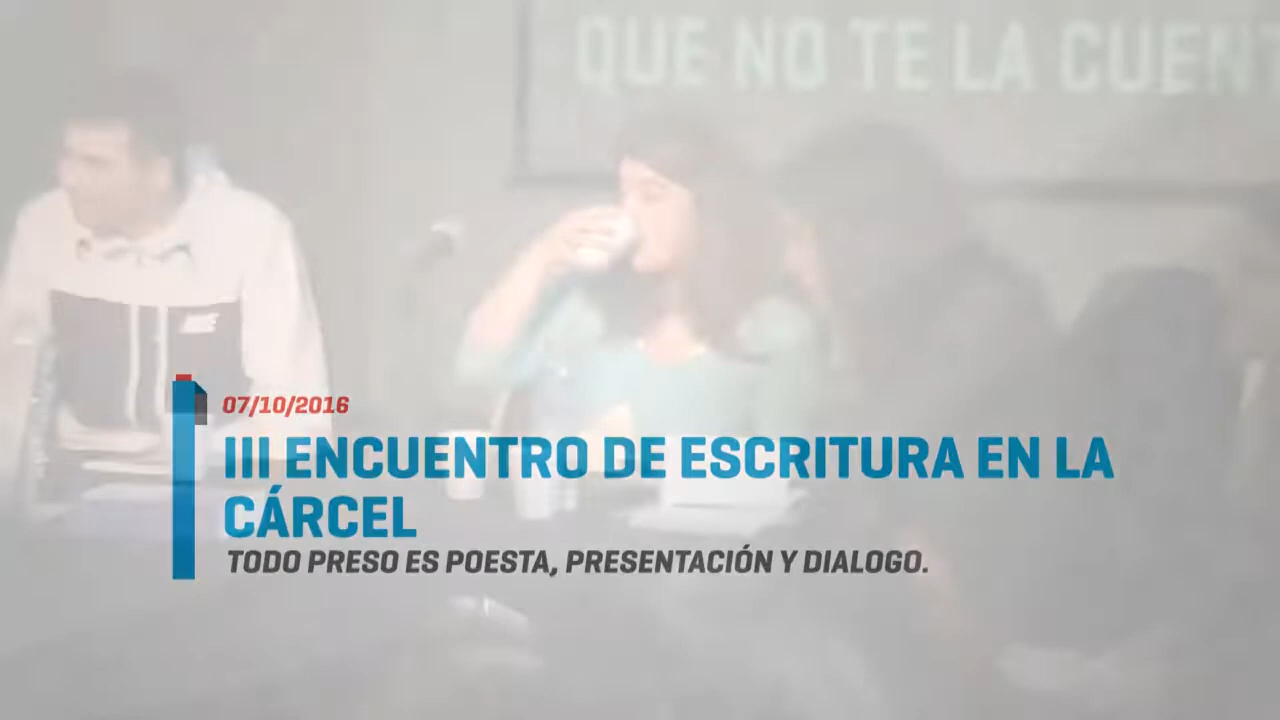 QUE NO TE LA
07/10/2016
III ENCUENTRO DE ESCRITURA EN LA
CÁRCEL
TODO PRESO ES POESTA, PRESENTACIÓN Y DIALOGO.